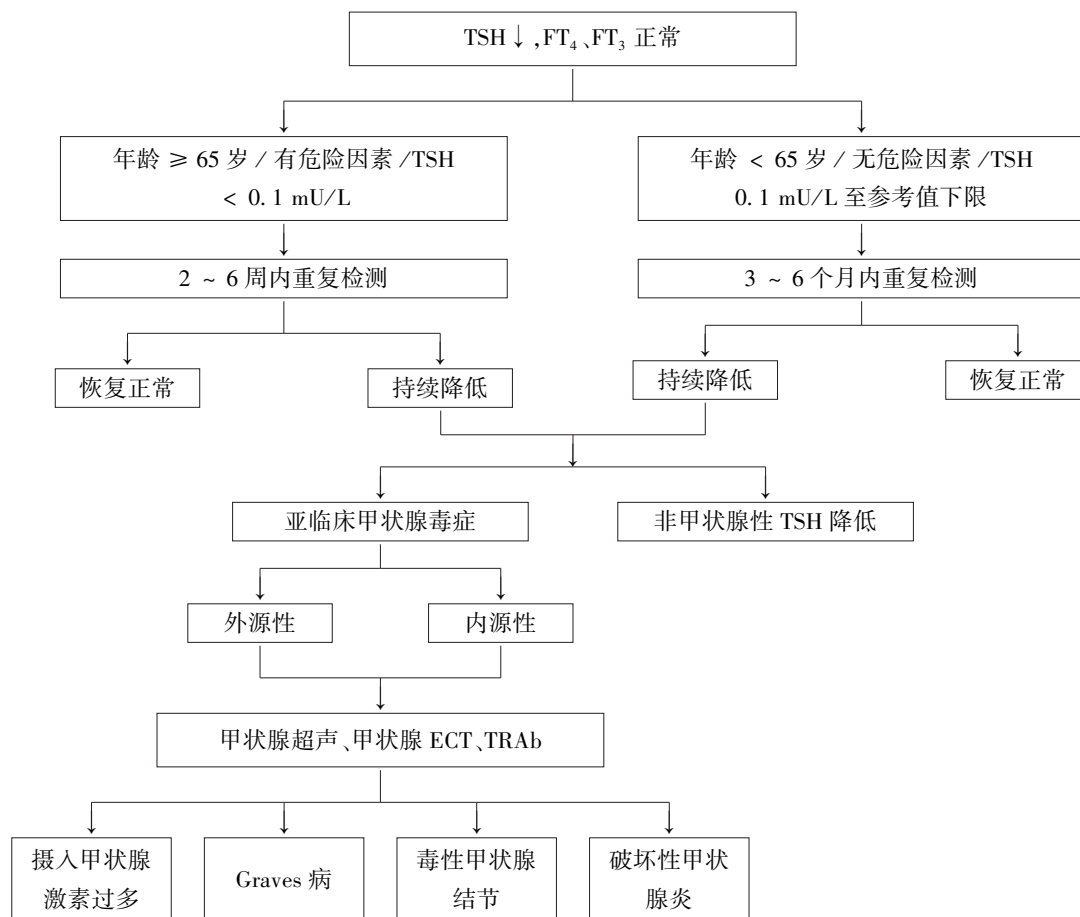 TSH↓,FT₄、FT₃ 正常
年龄 ≥ 65 岁 / 有危险因素 /TSH
< 0.1 mU/L
年龄 < 65 岁 / 无危险因素 /TSH
0.1 mU/L 至参考值下限
2 ~ 6 周内重复检测
3 ~ 6 个月内重复检测
恢复正常
持续降低
持续降低
恢复正常
亚临床甲状腺毒症
非甲状腺性 TSH 降低
外源性
内源性
甲状腺超声、甲状腺 ECT、TRAb
摄入甲状腺
激素过多
Graves 病
毒性甲状腺
结节
破坏性甲状
腺炎